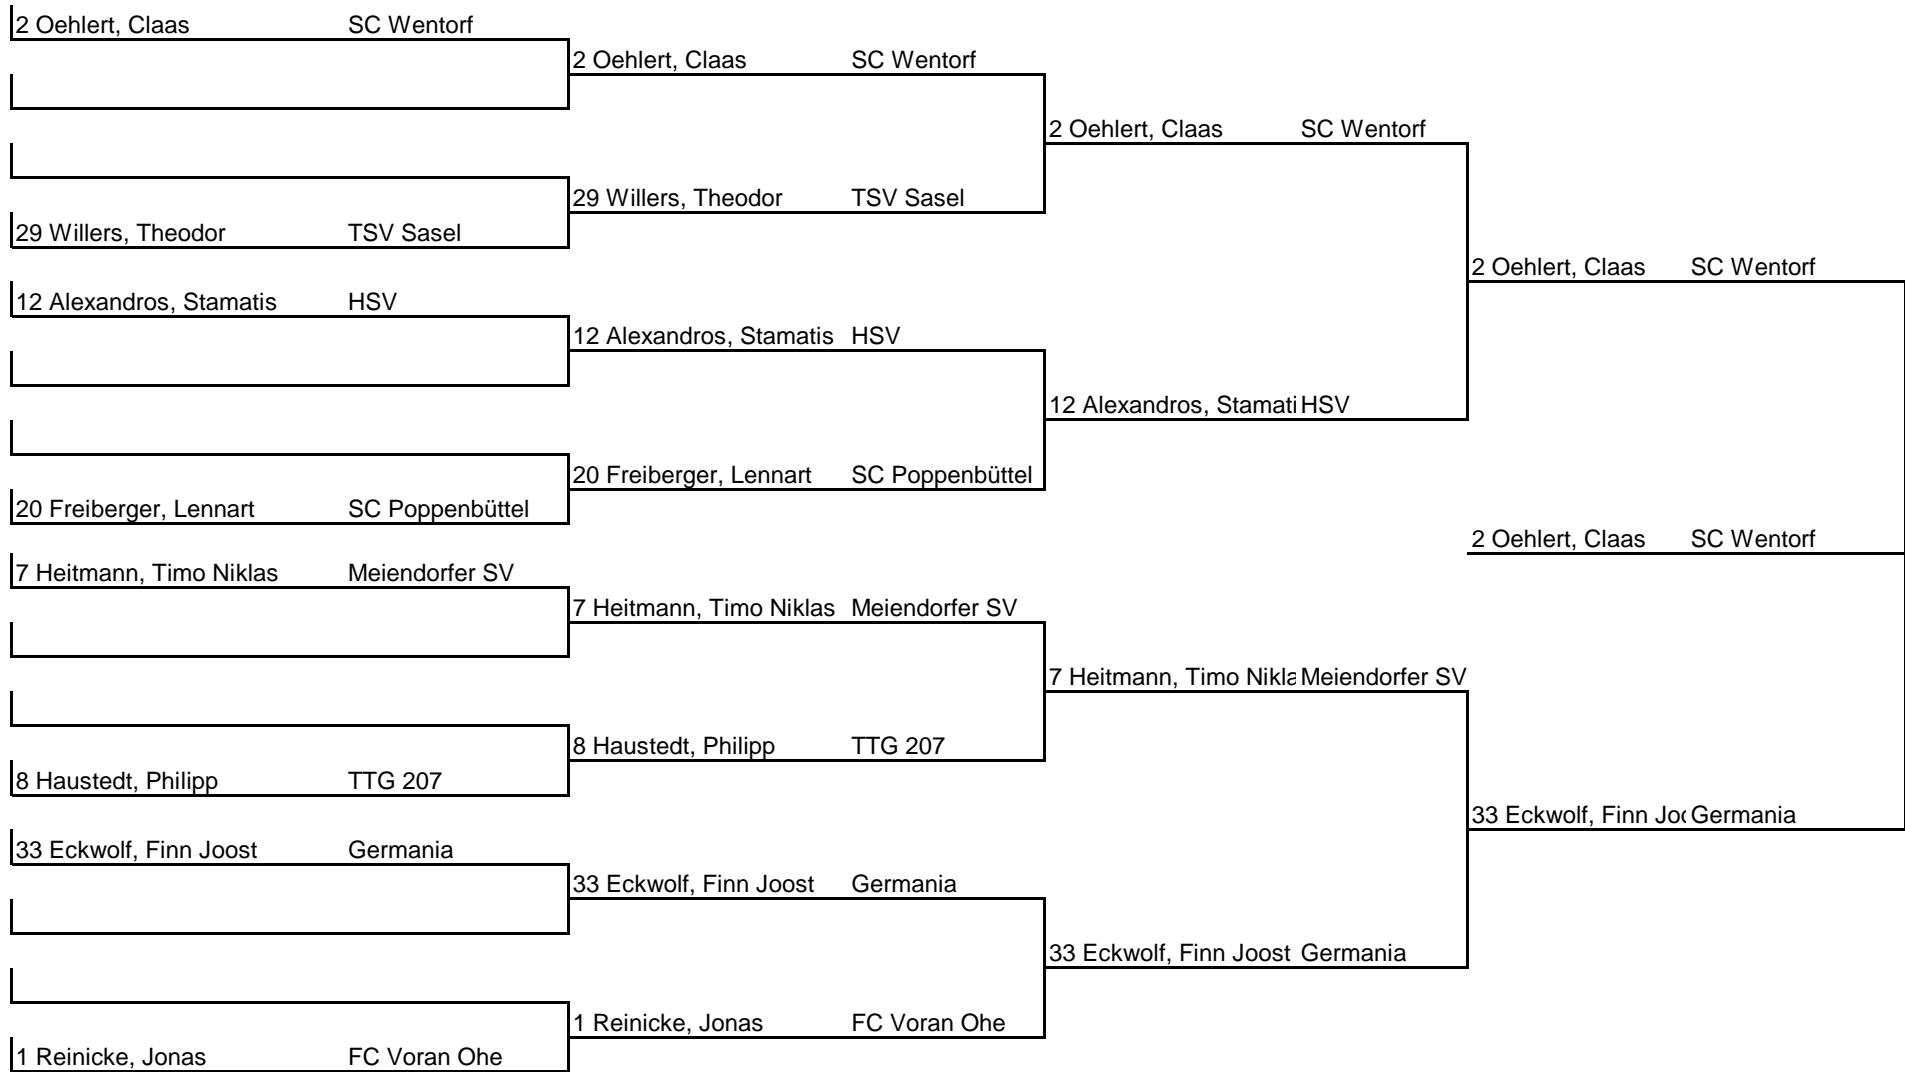 2 Oehlert, Claas SC Wentorf
2 Oehlert, Claas SC Wentorf
2 Oehlert, Claas SC Wentorf
29 Willers, Theodor TSV Sasel
29 Willers, Theodor TSV Sasel
2 Oehlert, Claas SC Wentorf
12 Alexandros, Stamatis HSV
12 Alexandros, Stamatis HSV
12 Alexandros, Stamati HSV
20 Freiberger, Lennart SC Poppenbüttel
20 Freiberger, Lennart SC Poppenbüttel
2 Oehlert, Claas SC Wentorf
7 Heitmann, Timo Niklas Meiendorfer SV
7 Heitmann, Timo Niklas Meiendorfer SV
7 Heitmann, Timo Nikla Meiendorfer SV
8 Haustedt, Philipp TTG 207
8 Haustedt, Philipp TTG 207
33 Eckwolf, Finn Joo Germania
33 Eckwolf, Finn Joost Germania
33 Eckwolf, Finn Joost Germania
33 Eckwolf, Finn Joost Germania
1 Reinicke, Jonas FC Voran Ohe
1 Reinicke, Jonas FC Voran Ohe